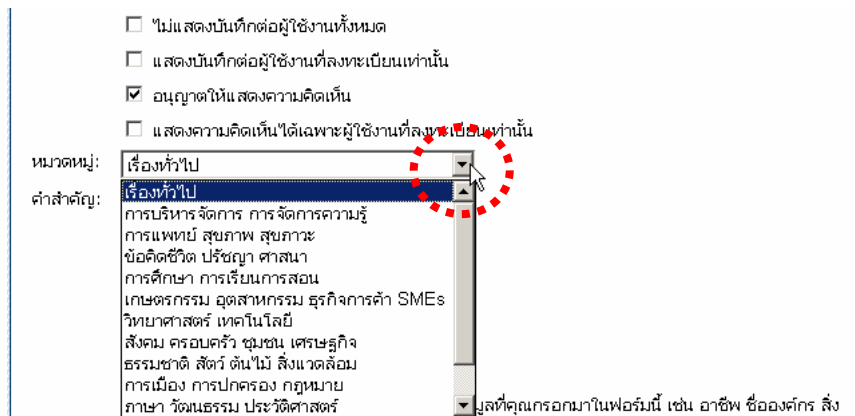 ไม่แสดงบันทึกต่อผู้ใช้งานทั้งหมด
แสดงบันทึกต่อผู้ใช้งานที่ลงทะเบียนเท่านั้น
อนุญาตให้แสดงความคิดเห็น
แสดงความคิดเห็นได้เฉพาะผู้ใช้งานที่ลงทะเบียนเท่านั้น
หมวดหมู่: เรื่องทั่วไป
คำสำคัญ: เรื่องทั่วไป
การบริหารจัดการ การจัดการความรู้
การแพทย์ สุขภาพ สุขภาวะ
ข้อคิดชีวิต ปรัชญา ศาสนา
การศึกษา การเรียนการสอน
เกษตรกรรม อุตสาหกรรม ธุรกิจการค้า SMEs
วิทยาศาสตร์ เทคโนโลยี
สังคม ครอบครัว ชุมชน เศรษฐกิจ
ธรรมชาติ สัตว์ ต้นไม้ สิ่งแวดล้อม
การเมือง การปกครอง กฎหมาย
ภาษา วัฒนธรรม ประวัติศาสตร์ มูลที่คุณกรอกมาในฟอร์มนี้ เช่น อาชีพ ชื่อองค์กร สิ่ง